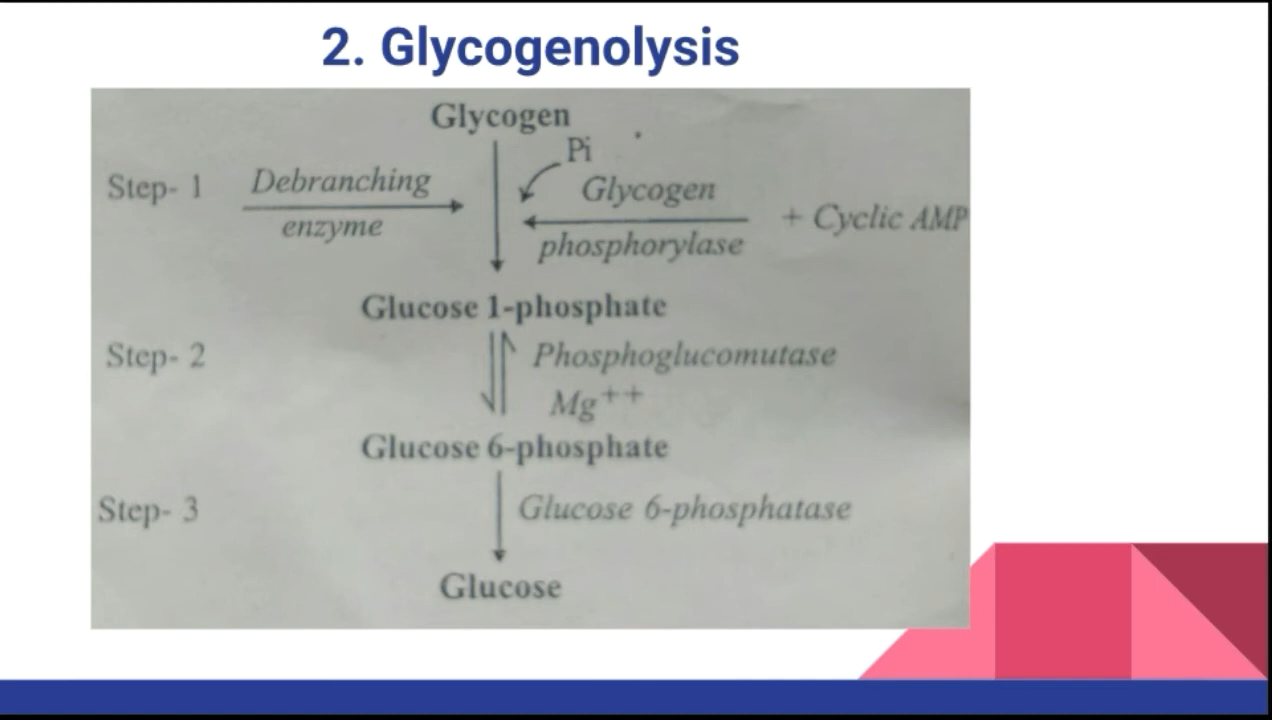 2. Glycogenolysis
Glycogen
Pi
Step- 1 Debranching enzyme
Glycogen phosphorylase + Cyclic AMP
Glucose 1-phosphate
Step- 2 Phosphoglucomutase
Mg++
Glucose 6-phosphate
Step- 3 Glucose 6-phosphatase
Glucose